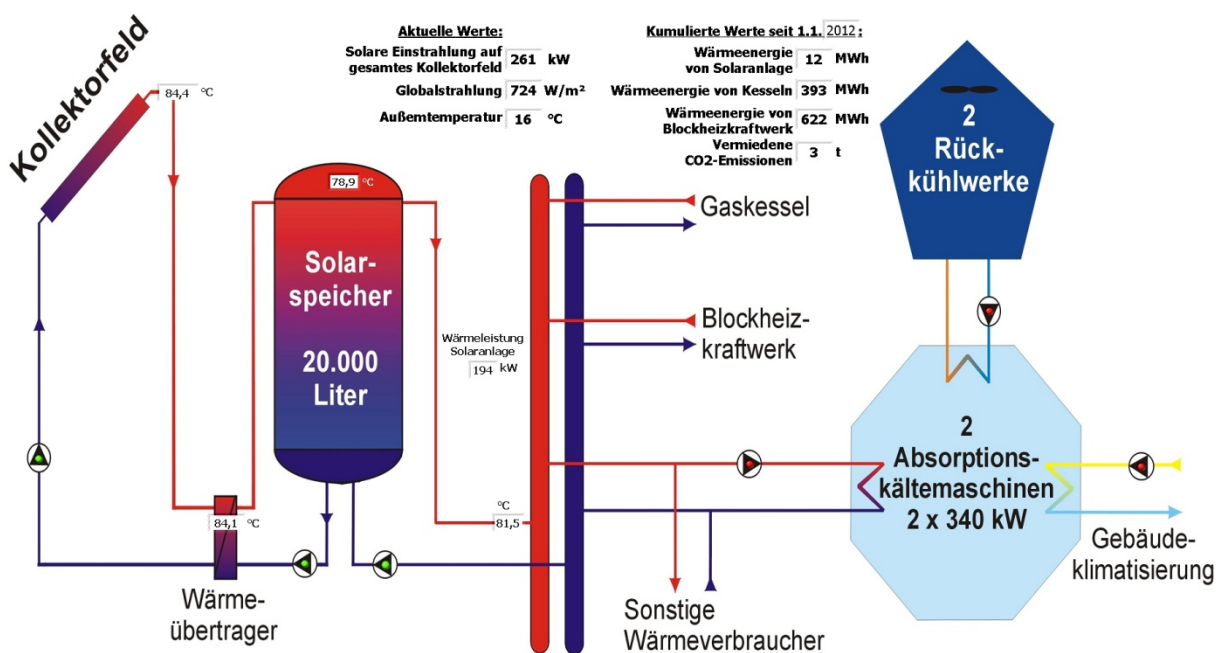 Kollektorfeld
84,4 °C
Aktuelle Werte:
Solare Einstrahlung auf
gesamtes Kollektorfeld 261 kW
Globalstrahlung 724 W/m²
Außemtemperatur 16 °C
Kumulierte Werte seit 1.1. 2012 :
Wärmeenergie
von Solaranlage 12 MWh
Wärmeenergie von Kesseln 393 MWh
Wärmeenergie von
Blockheizkraftwerk 622 MWh
Vermiedene
CO2-Emissionen 3 t
2
Rück-
kühlwerke
78,9 °C
Solar-
speicher
20.000
Liter
Wärmeleistung
Solaranlage
194 kW
Gaskessel
Blockheiz-
kraftwerk
2
Absorptions-
kältemaschinen
2 x 340 kW
°C
81,5
84,1 °C
Wärme-
übertrager
Sonstige
Wärmeverbraucher
Gebäude-
klimatisierung